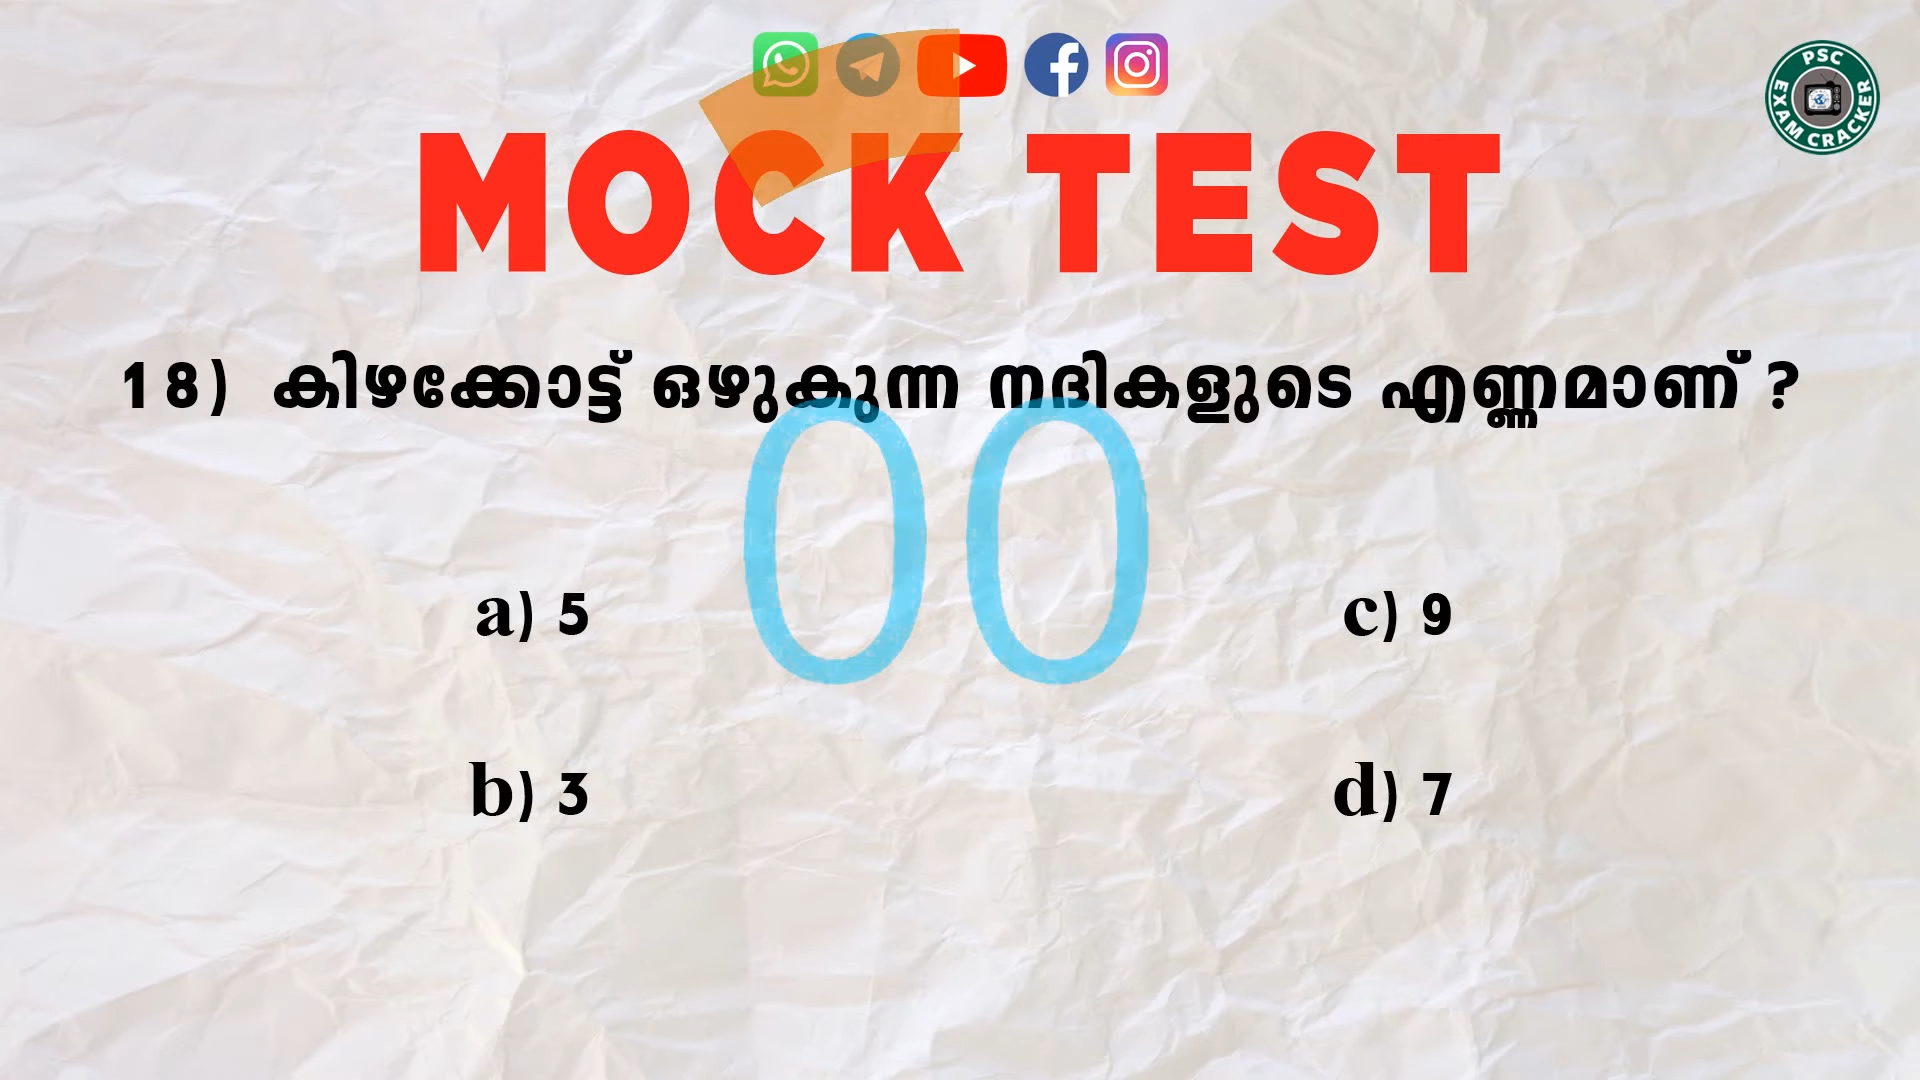 PSC EXAM CRACKER
MOCK TEST
18) കിഴക്കോട്ട് ഒഴുകുന്ന നദികളുടെ എണ്ണമാണ് ?
00
a) 5
c) 9
b) 3
d) 7